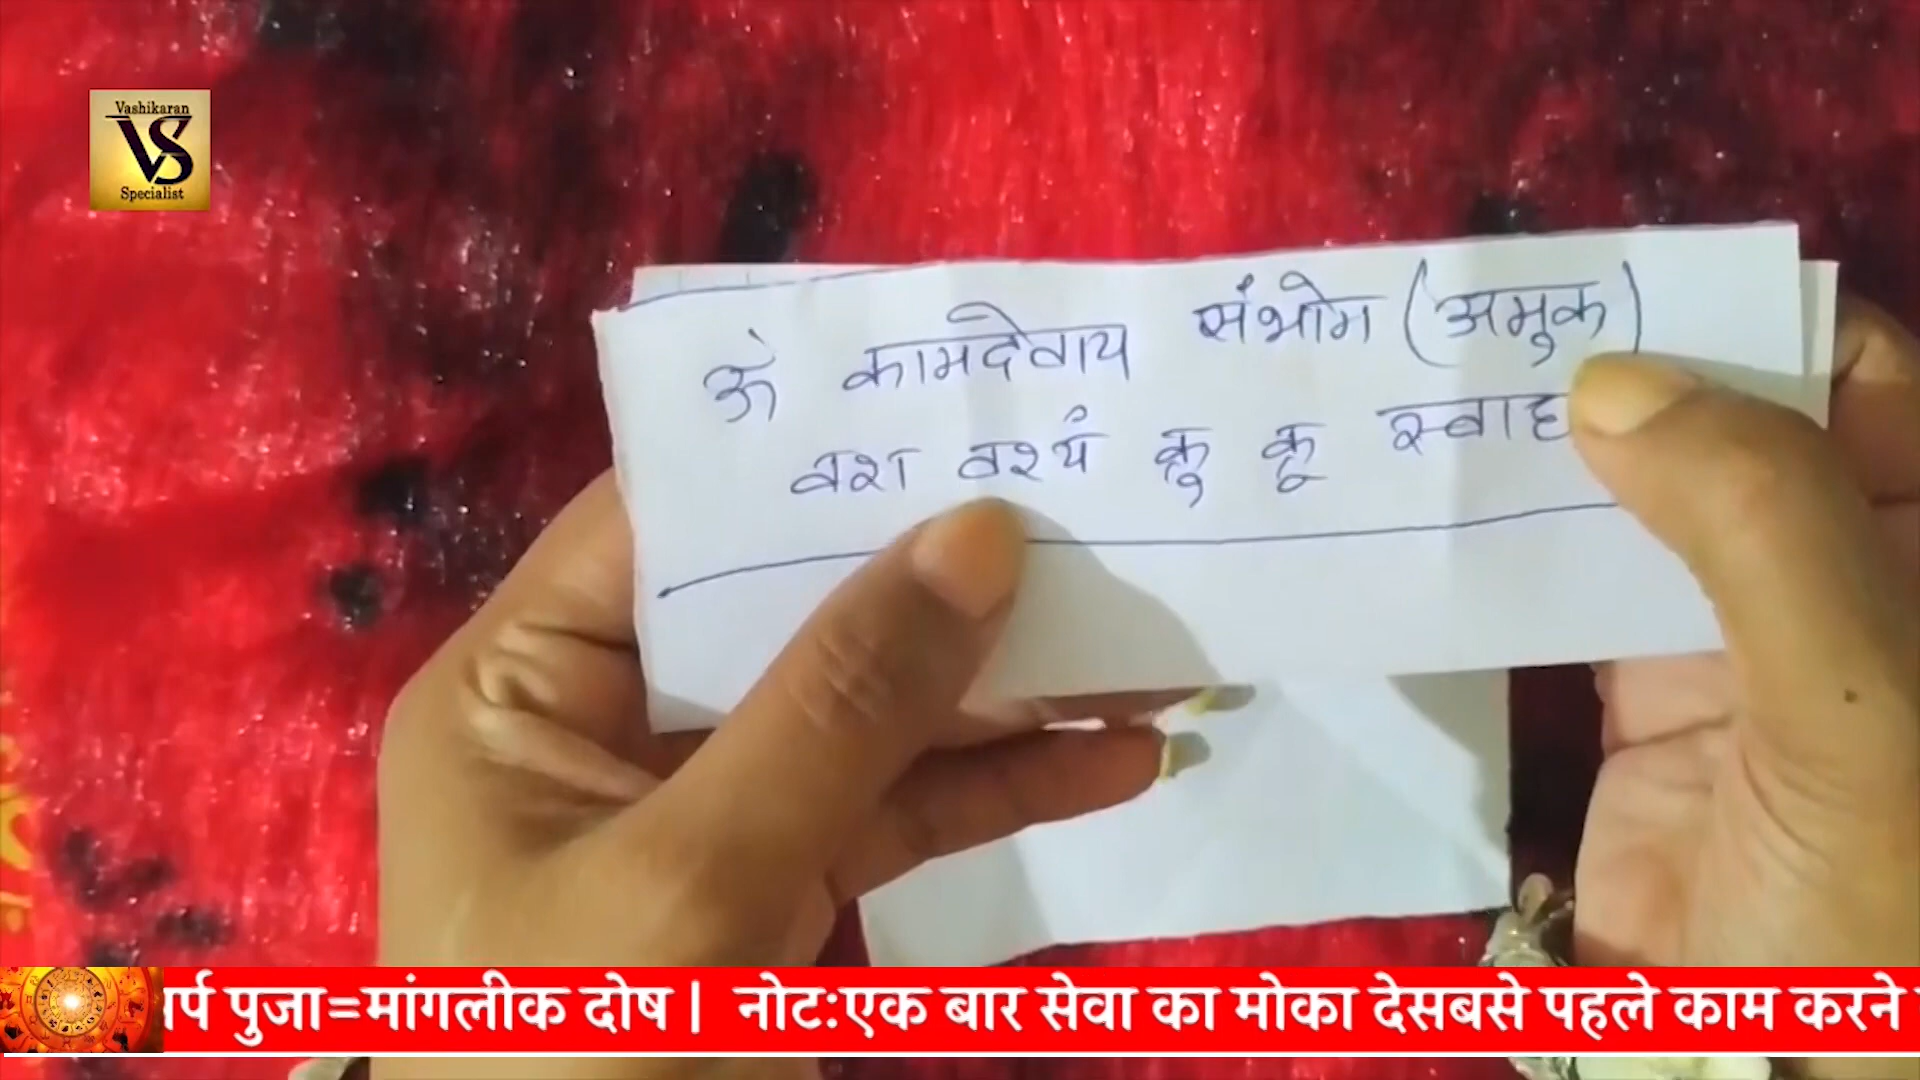 Vashikaran
VS
Specialist
ॐ कामदेवाय संभोग (अमुक)
वश वश्यं कु कू स्वाह
र्प पुजा=मांगलीक दोष | नोट:एक बार सेवा का मोका देसबसे पहले काम करने